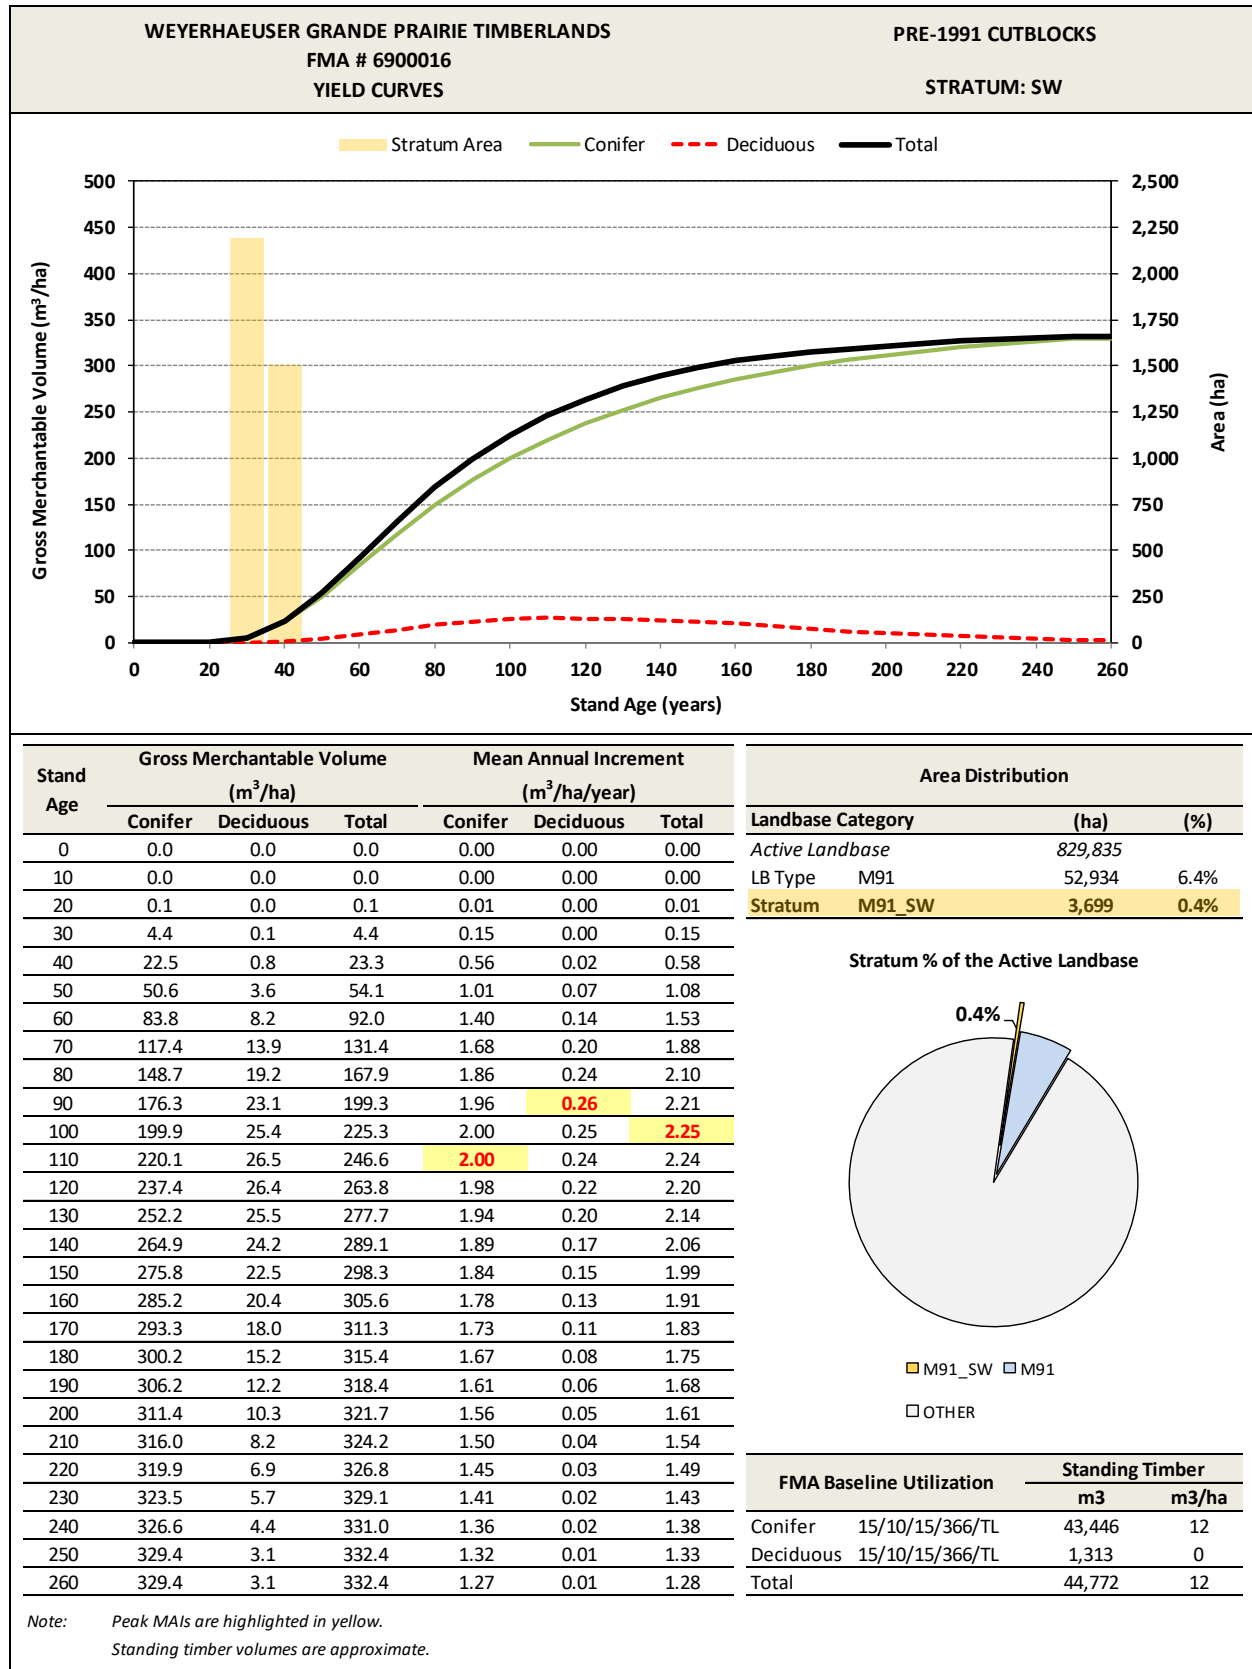 WEYERHAEUSER GRANDE PRAIRIE TIMBERLANDS
FMA # 6900016
YIELD CURVES
PRE-1991 CUTBLOCKS
STRATUM: SW
Stratum Area Conifer Deciduous Total
Gross Merchantable Volume (m³/ha)
500
450
400
350
300
250
200
150
100
50
0
2,500
2,250
2,000
1,750
1,500
1,250
1,000
750
500
250
0
Area (ha)
0 20 40 60 80 100 120 140 160 180 200 220 240 260
Stand Age (years)
Stand Age
Gross Merchantable Volume (m³/ha)
Mean Annual Increment (m³/ha/year)
Conifer Deciduous Total Conifer Deciduous Total
0 0.0 0.0 0.0 0.00 0.00 0.00
10 0.0 0.0 0.0 0.00 0.00 0.00
20 0.1 0.0 0.1 0.01 0.00 0.01
30 4.4 0.1 4.4 0.15 0.00 0.15
40 22.5 0.8 23.3 0.56 0.02 0.58
50 50.6 3.6 54.1 1.01 0.07 1.08
60 83.8 8.2 92.0 1.40 0.14 1.53
70 117.4 13.9 131.4 1.68 0.20 1.88
80 148.7 19.2 167.9 1.86 0.24 2.10
90 176.3 23.1 199.3 1.96 0.26 2.21
100 199.9 25.4 225.3 2.00 0.25 2.25
110 220.1 26.5 246.6 2.00 0.24 2.24
120 237.4 26.4 263.8 1.98 0.22 2.20
130 252.2 25.5 277.7 1.94 0.20 2.14
140 264.9 24.2 289.1 1.89 0.17 2.06
150 275.8 22.5 298.3 1.84 0.15 1.99
160 285.2 20.4 305.6 1.78 0.13 1.91
170 293.3 18.0 311.3 1.73 0.11 1.83
180 300.2 15.2 315.4 1.67 0.08 1.75
190 306.2 12.2 318.4 1.61 0.06 1.68
200 311.4 10.3 321.7 1.56 0.05 1.61
210 316.0 8.2 324.2 1.50 0.04 1.54
220 319.9 6.9 326.8 1.45 0.03 1.49
230 323.5 5.7 329.1 1.41 0.02 1.43
240 326.6 4.4 331.0 1.36 0.02 1.38
250 329.4 3.1 332.4 1.32 0.01 1.33
260 329.4 3.1 332.4 1.27 0.01 1.28
Area Distribution
Landbase Category (ha) (%)
Active Landbase 829,835
LB Type M91 52,934 6.4%
Stratum M91_SW 3,699 0.4%
Stratum % of the Active Landbase
0.4%
M91_SW M91
OTHER
FMA Baseline Utilization Standing Timber
m3 m3/ha
Conifer 15/10/15/366/TL 43,446 12
Deciduous 15/10/15/366/TL 1,313 0
Total 44,772 12
Note: Peak MAIs are highlighted in yellow.
Standing timber volumes are approximate.